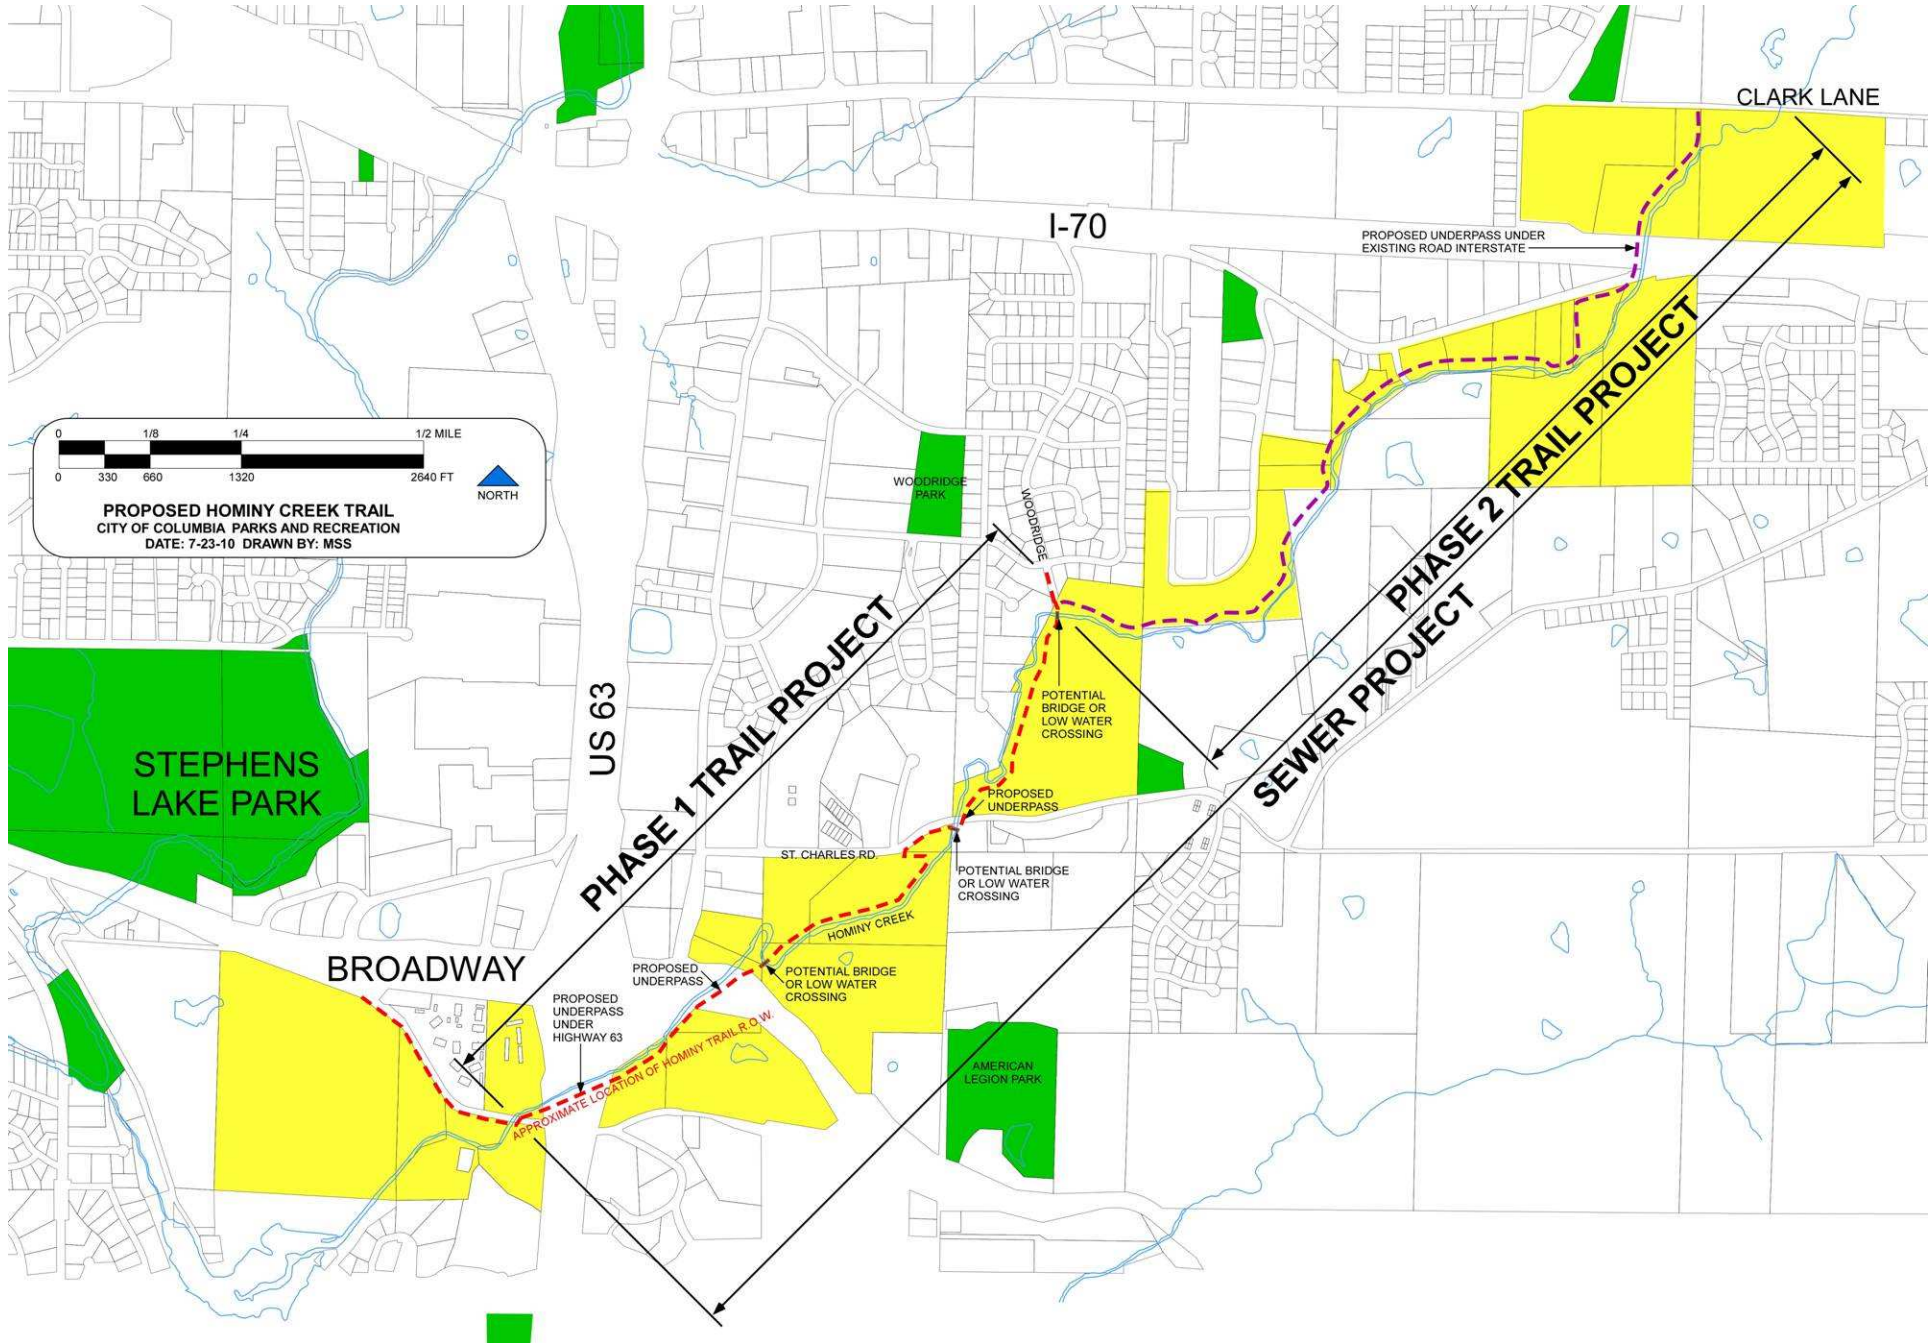 CLARK LANE
I-70
PROPOSED UNDERPASS UNDER
EXISTING ROAD INTERSTATE
0 1/8 1/4 1/2 MILE
0 330 660 1320 2640 FT
NORTH
PROPOSED HOMINY CREEK TRAIL
CITY OF COLUMBIA PARKS AND RECREATION
DATE: 7-23-10 DRAWN BY: MSS
WOODRIDGE
PARK
WOODRIDGE
PHASE 2 TRAIL PROJECT
SEWER PROJECT
PHASE 1 TRAIL PROJECT
US 63
POTENTIAL
BRIDGE OR
LOW WATER
CROSSING
STEPHENS
LAKE PARK
PROPOSED
UNDERPASS
ST. CHARLES RD.
POTENTIAL BRIDGE
OR LOW WATER
CROSSING
HOMINY CREEK
BROADWAY
PROPOSED
UNDERPASS
POTENTIAL BRIDGE
OR LOW WATER
CROSSING
PROPOSED
UNDERPASS
UNDER
HIGHWAY 63
APPROXIMATE LOCATION OF HOMINY TRAIL R.O.W.
AMERICAN
LEGION PARK